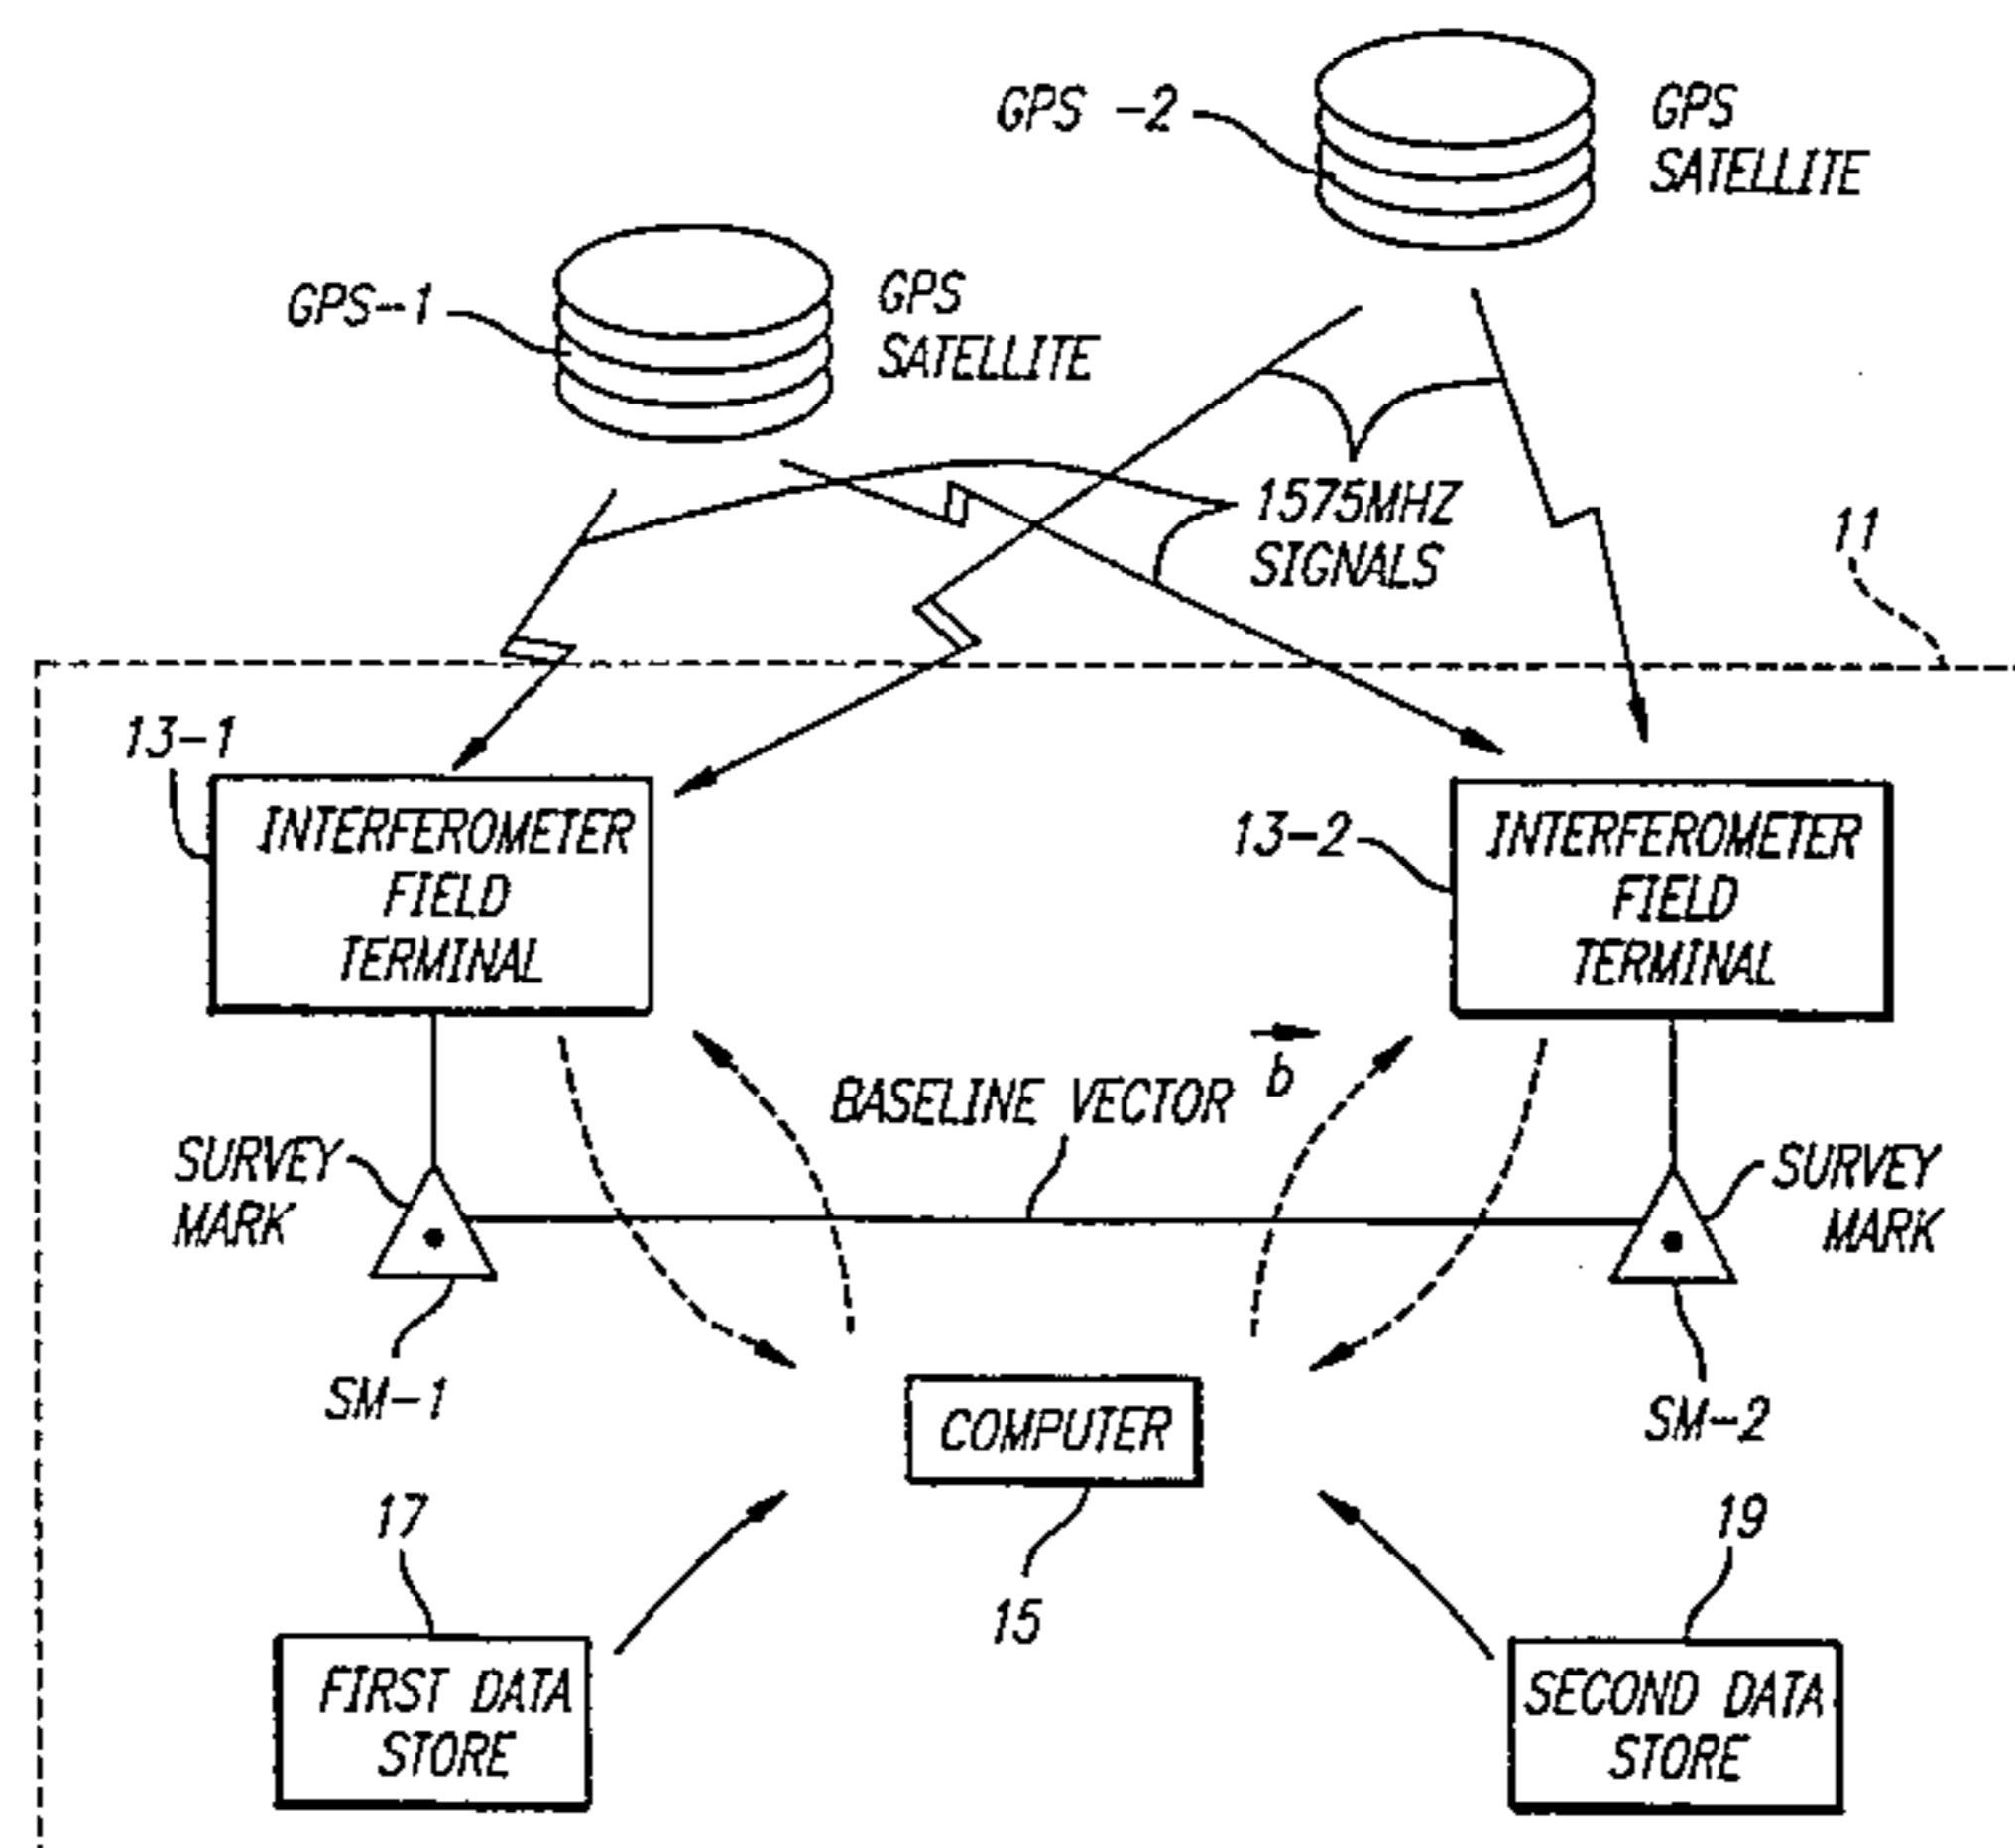 GPS -2
GPS
SATELLITE
GPS-1
GPS
SATELLITE
1575MHZ
SIGNALS
11
13-1
INTERFEROMETER
FIELD
TERMINAL
13-2
INTERFEROMETER
FIELD
TERMINAL
BASELINE VECTOR b
SURVEY
MARK
SURVEY
MARK
SM-1
COMPUTER
SM-2
17
15
19
FIRST DATA
STORE
SECOND DATA
STORE